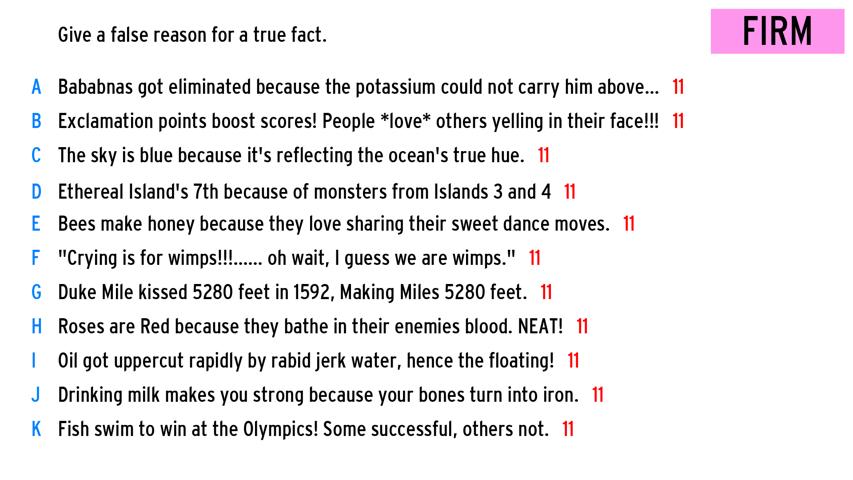 Give a false reason for a true fact.
FIRM
A Bababnas got eliminated because the potassium could not carry him above... 11
B Exclamation points boost scores! People *love* others yelling in their face!!! 11
C The sky is blue because it's reflecting the ocean's true hue. 11
D Ethereal Island's 7th because of monsters from Islands 3 and 4 11
E Bees make honey because they love sharing their sweet dance moves. 11
F "Crying is for wimps!!!...... oh wait, I guess we are wimps." 11
G Duke Mile kissed 5280 feet in 1592, Making Miles 5280 feet. 11
H Roses are Red because they bathe in their enemies blood. NEAT! 11
I Oil got uppercut rapidly by rabid jerk water, hence the floating! 11
J Drinking milk makes you strong because your bones turn into iron. 11
K Fish swim to win at the Olympics! Some successful, others not. 11